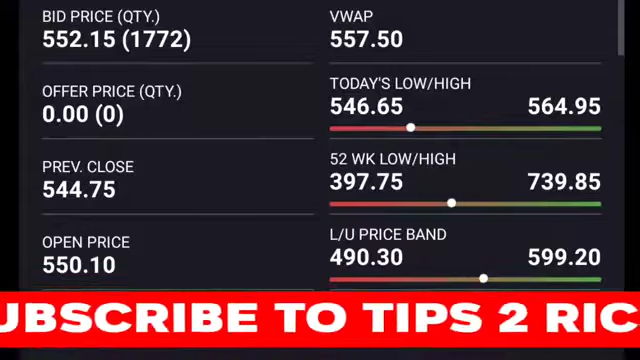 BID PRICE (QTY.)
552.15 (1772)
OFFER PRICE (QTY.)
0.00 (0)
PREV. CLOSE
544.75
OPEN PRICE
550.10
VWAP
557.50
TODAY'S LOW/HIGH
546.65 564.95
52 WK LOW/HIGH
397.75 739.85
L/U PRICE BAND
490.30 599.20
UBSCRIBE TO TIPS 2 RIC